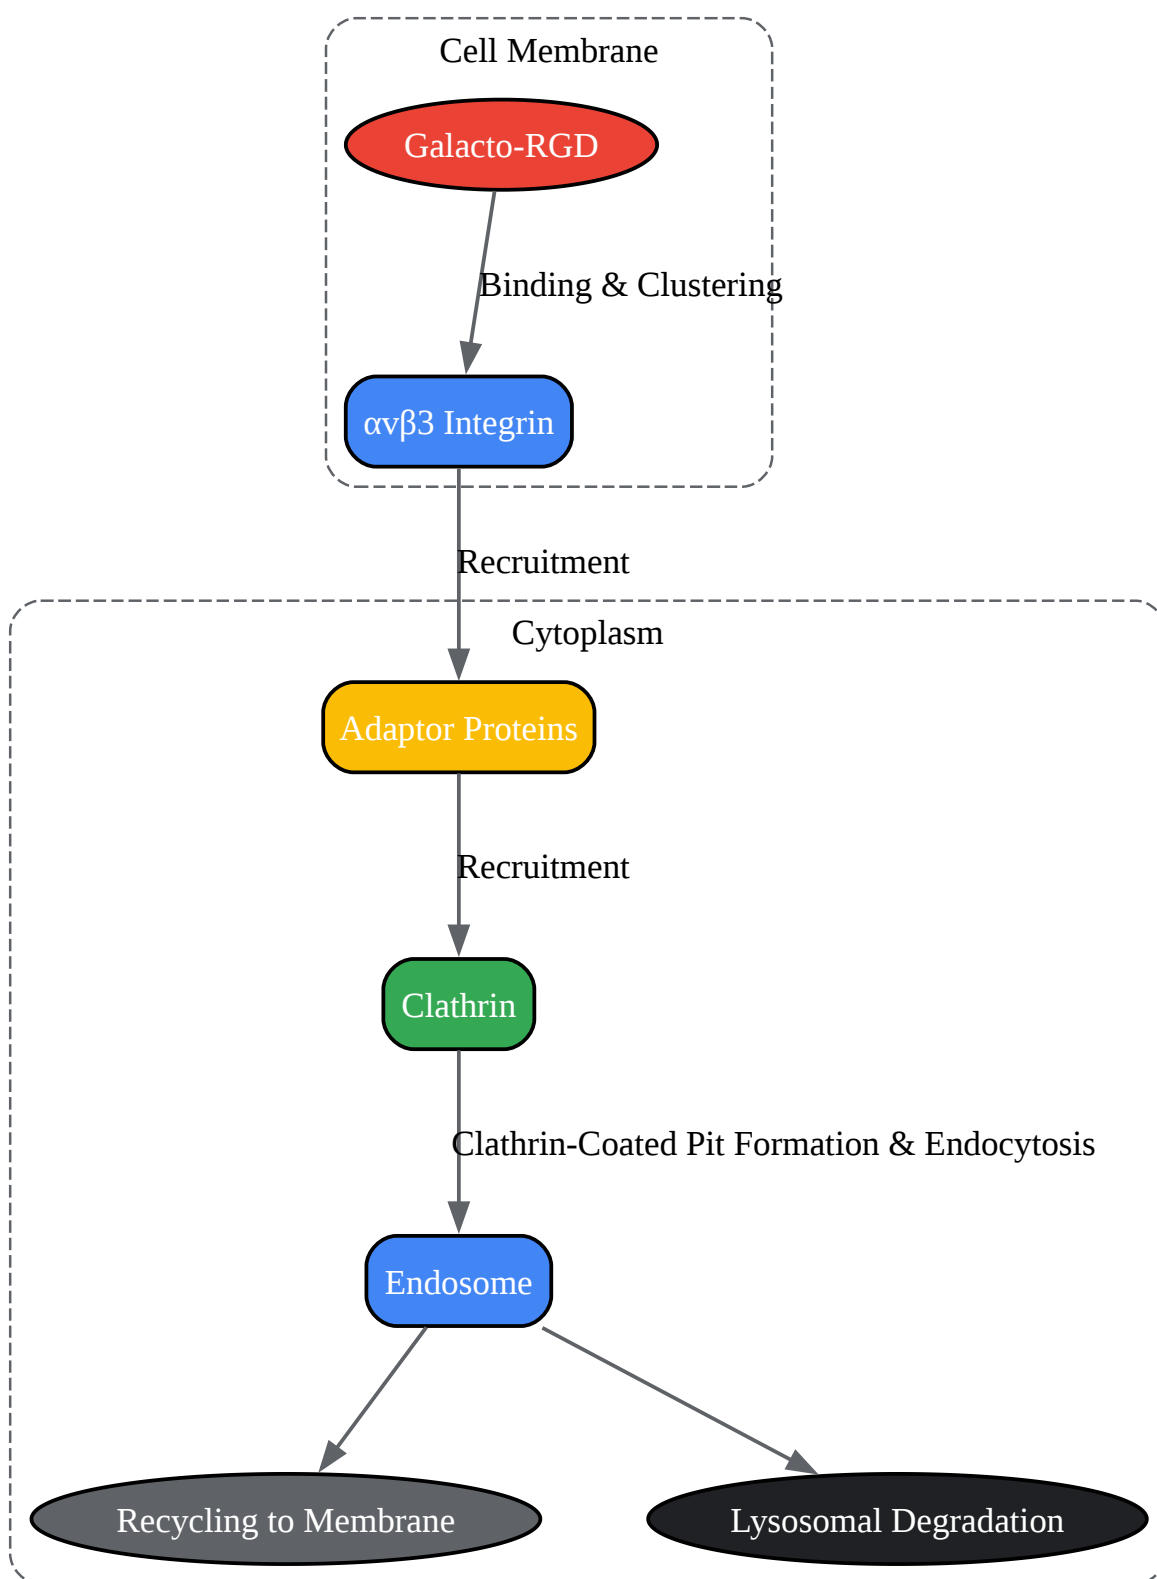 Cell Membrane
Galacto-RGD
Binding & Clustering
αvβ3 Integrin
Recruitment
Cytoplasm
Adaptor Proteins
Recruitment
Clathrin
Clathrin-Coated Pit Formation & Endocytosis
Endosome
Recycling to Membrane
Lysosomal Degradation